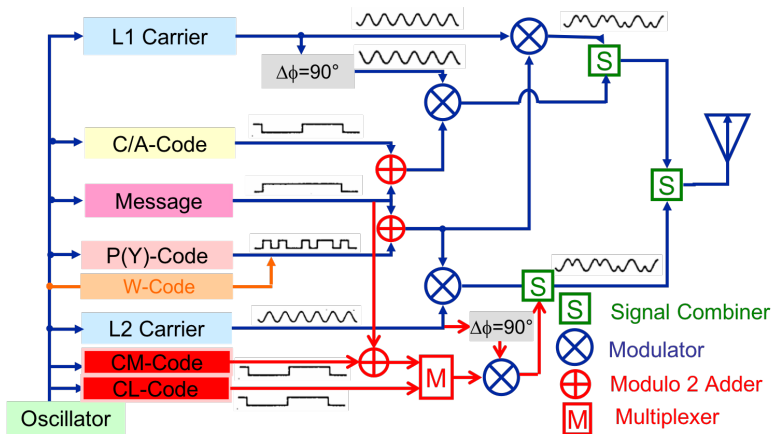 L1 Carrier
Δϕ=90°
S
C/A-Code
Message
S
P(Y)-Code
W-Code
S
S Signal Combiner
L2 Carrier
Δϕ=90°
Modulator
CM-Code
CL-Code
M
Modulo 2 Adder
M Multiplexer
Oscillator